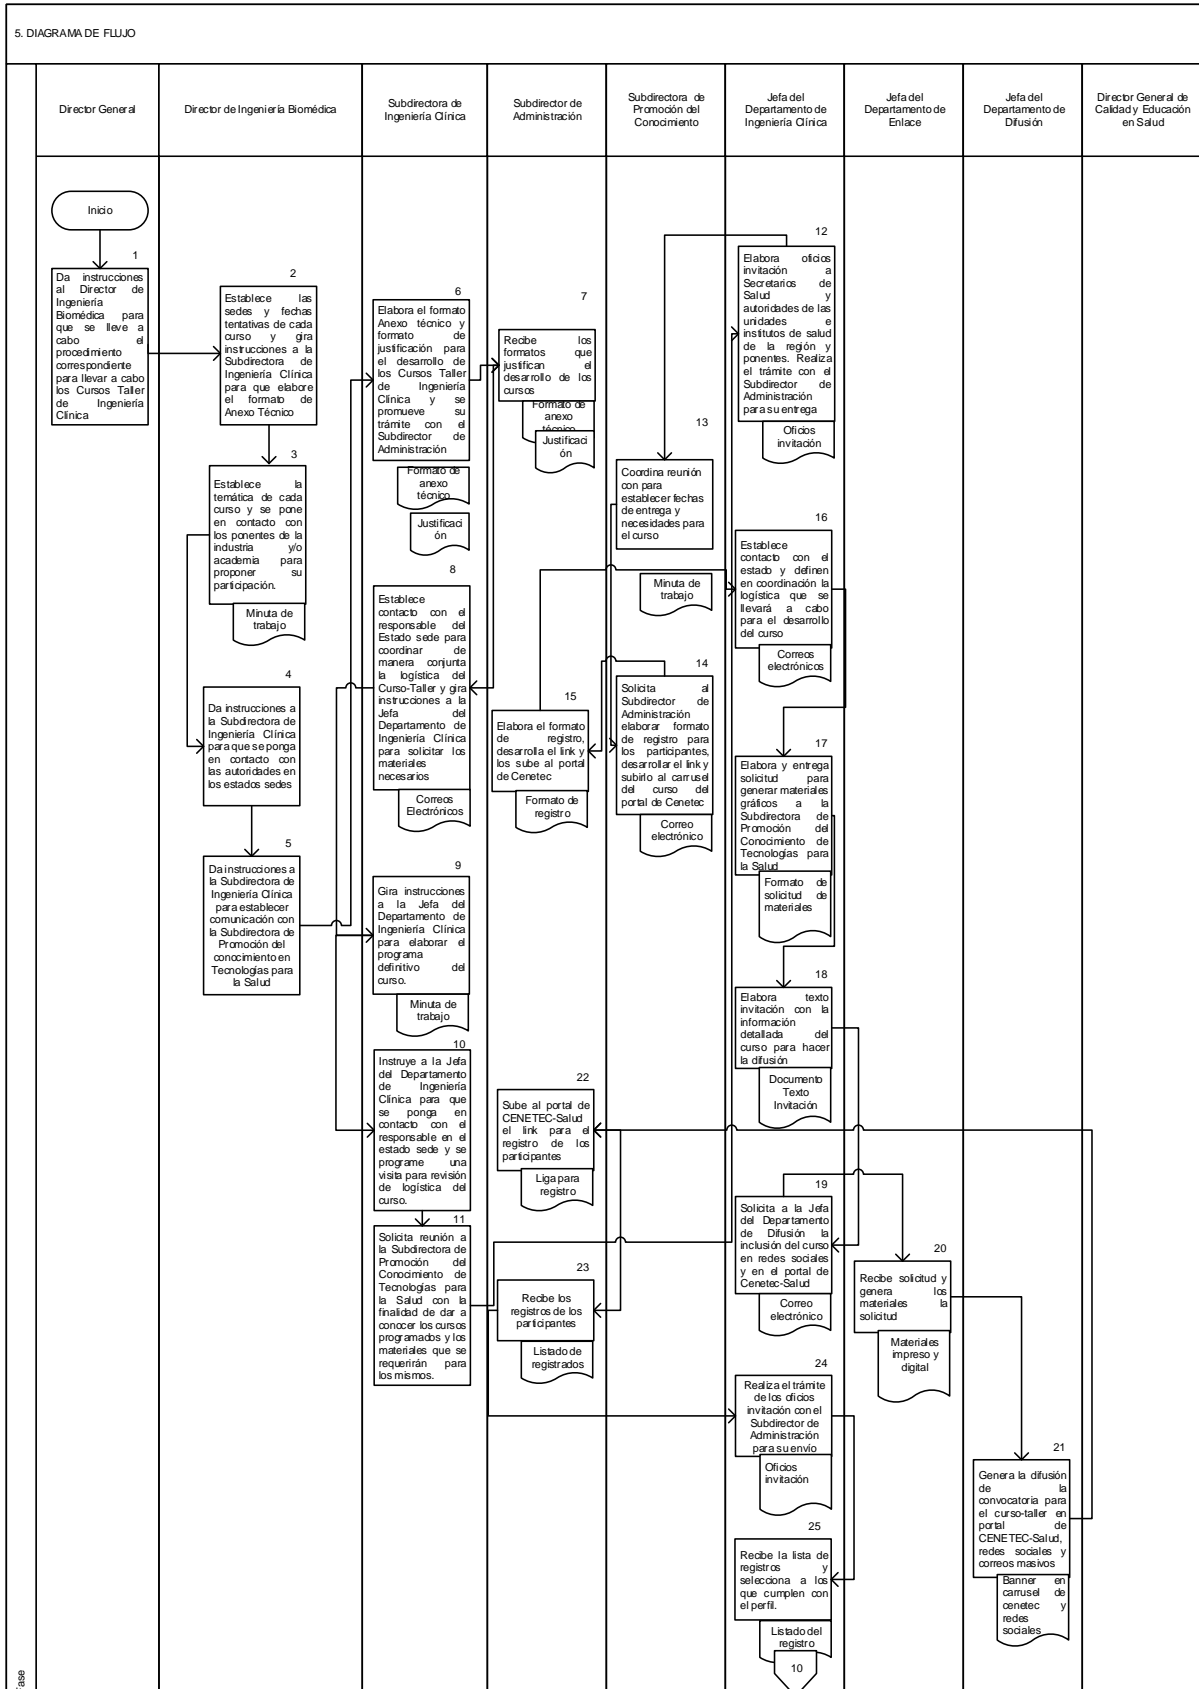 5. DIAGRAMA DE FLUJO
Director General
Director de Ingeniería Biomédica
Subdirectora de
Ingeniería Clínica
Subdirector de
Administración
Subdirectora de
Promoción del
Conocimiento
Jefa del
Departamento de
Ingeniería Clínica
Jefa del
Departamento de
Enlace
Jefa del
Departamento de
Difusión
Director General de
Calidad y Educación
en Salud
Inicio
1
Da instrucciones
al Director de
Ingeniería
Biomédica para
que se lleve a
cabo el
procedimiento
correspondiente
para llevar a cabo
los Cursos Taller
de Ingeniería
Clínica
2
Establece las
sedes y fechas
tentativas de cada
curso y gira
instrucciones a la
Subdirectora de
Ingeniería Clínica
para que elabore
el formato de
Anexo Técnico
3
Establece la
temática de cada
curso y se pone
en contacto con
los ponentes de la
industria y/o
academia para
proponer su
participación.
Minuta de
trabajo
4
Da instrucciones a
la Subdirectora de
Ingeniería Clínica
para que se ponga
en contacto con
las autoridades en
los estados sedes
5
Da instrucciones a
la Subdirectora de
Ingeniería Clínica
para establecer
comunicación con
la Subdirectora de
Promoción del
conocimiento en
Tecnologías para
la Salud
6
Elabora el formato
Anexo técnico y
formato de
justificación para
el desarrollo de
los Cursos Taller
de Ingeniería
Clínica y se
promueve su
trámite con el
Subdirector de
Administración
Formato de
anexo
técnico
Justificaci
ón
7
Recibe los
formatos que
justifican el
desarrollo de los
cursos
Formato de
anexo
técnico
Justificaci
ón
8
Establece
contacto con el
responsable del
Estado sede para
coordinar de
manera conjunta
la logística del
Curso-Taller y gira
instrucciones a la
Jefa del
Departamento de
Ingeniería Clínica
para solicitar los
materiales
necesarios
Correos
Electrónicos
9
Gira instrucciones
a la Jefa del
Departamento de
Ingeniería Clínica
para elaborar el
programa
definitivo del
curso.
Minuta de
trabajo
10
Instruye a la Jefa
del Departamento
de Ingeniería
Clínica para que
se ponga en
contacto con el
responsable en el
estado sede y se
programe una
visita para revisión
de logística del
curso.
11
Solicita reunión a
la Subdirectora de
Promoción del
Conocimiento de
Tecnologías para
la Salud con la
finalidad de dar a
conocer los cursos
programados y los
materiales que se
requerirán para
los mismos.
12
Elabora oficios
invitación a
Secretarios de
Salud y
autoridades de las
unidades e
institutos de salud
de la región y
ponentes. Realiza
el trámite con el
Subdirector de
Administración
para su entrega
Oficios
invitación
13
Coordina reunión
con para
establecer fechas
de entrega y
necesidades para
el curso
Minuta de
trabajo
14
Solicita al
Subdirector de
Administración
elaborar formato
de registro para
los participantes,
desarrollar el link y
subirlo al carrusel
del curso del
portal de Cenetec
Correo
electrónico
15
Elabora el formato
de registro,
desarrolla el link y
los sube al portal
de Cenetec
Formato de
registro
16
Establece
contacto con el
estado y definen
en coordinación la
logística que se
llevará a cabo
para el desarrollo
del curso
Correos
electrónicos
17
Elabora y entrega
solicitud para
generar materiales
gráficos a la
Subdirectora de
Promoción del
Conocimiento de
Tecnologías para
la Salud
Formato de
solicitud de
materiales
18
Elabora texto
invitación con la
información
detallada del
curso para hacer
la difusión
Documento
Texto
Invitación
19
Solicita a la Jefa
del Departamento
de Difusión la
inclusión del curso
en redes sociales
y en el portal de
Cenetec-Salud
Correo
electrónico
20
Recibe solicitud y
genera los
materiales la
solicitud
Materiales
impreso y
digital
21
Genera la difusión
de la
convocatoria para
el curso-taller en
portal de
CENETEC-Salud,
redes sociales y
correos masivos
Banner en
carrusel de
cenetec y
redes
sociales
22
Sube al portal de
CENETEC-Salud
el link para el
registro de los
participantes
Liga para
registro
23
Recibe los
registros de los
participantes
Listado de
registrados
24
Realiza el trámite
de los oficios
invitación con el
Subdirector de
Administración
para su envío
Oficios
invitación
25
Recibe la lista de
registros y
selecciona a los
que cumplen con
el perfil.
Listado del
registro
10
Fase